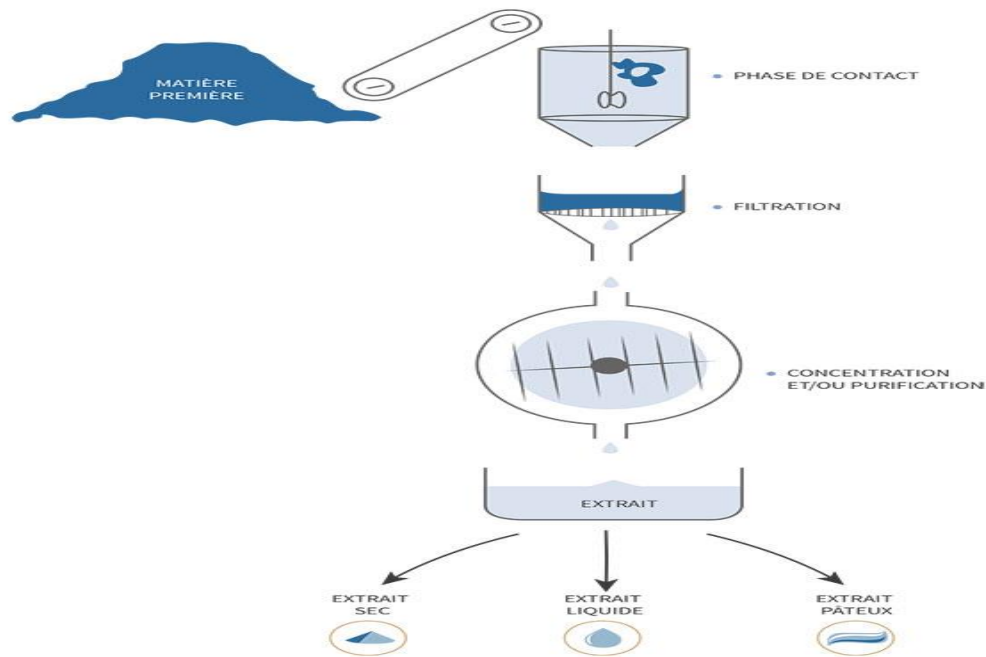 MATIÈRE
PREMIÈRE
PHASE DE CONTACT
FILTRATION
CONCENTRATION
ET/OU PURIFICATION
EXTRAIT
EXTRAIT
SEC
EXTRAIT
LIQUIDE
EXTRAIT
PÂTEUX